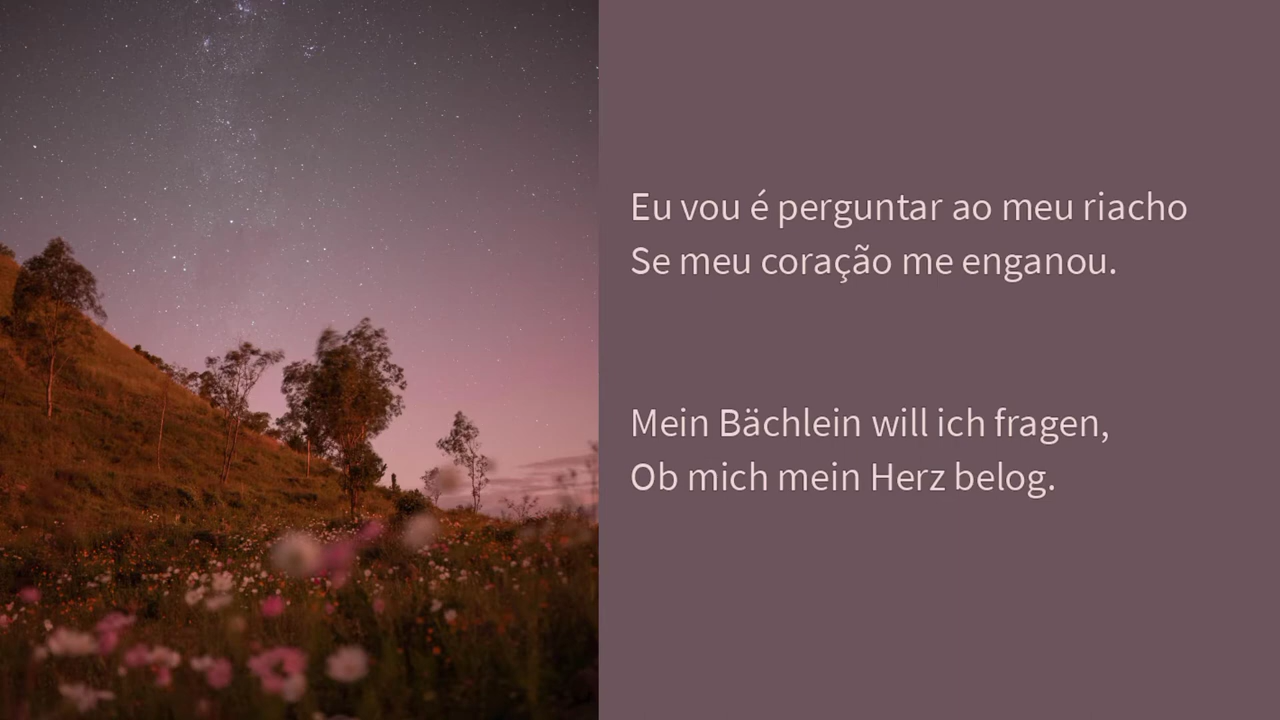 Eu vou é perguntar ao meu riacho
Se meu coração me enganou.
Mein Bächlein will ich fragen,
Ob mich mein Herz belog.